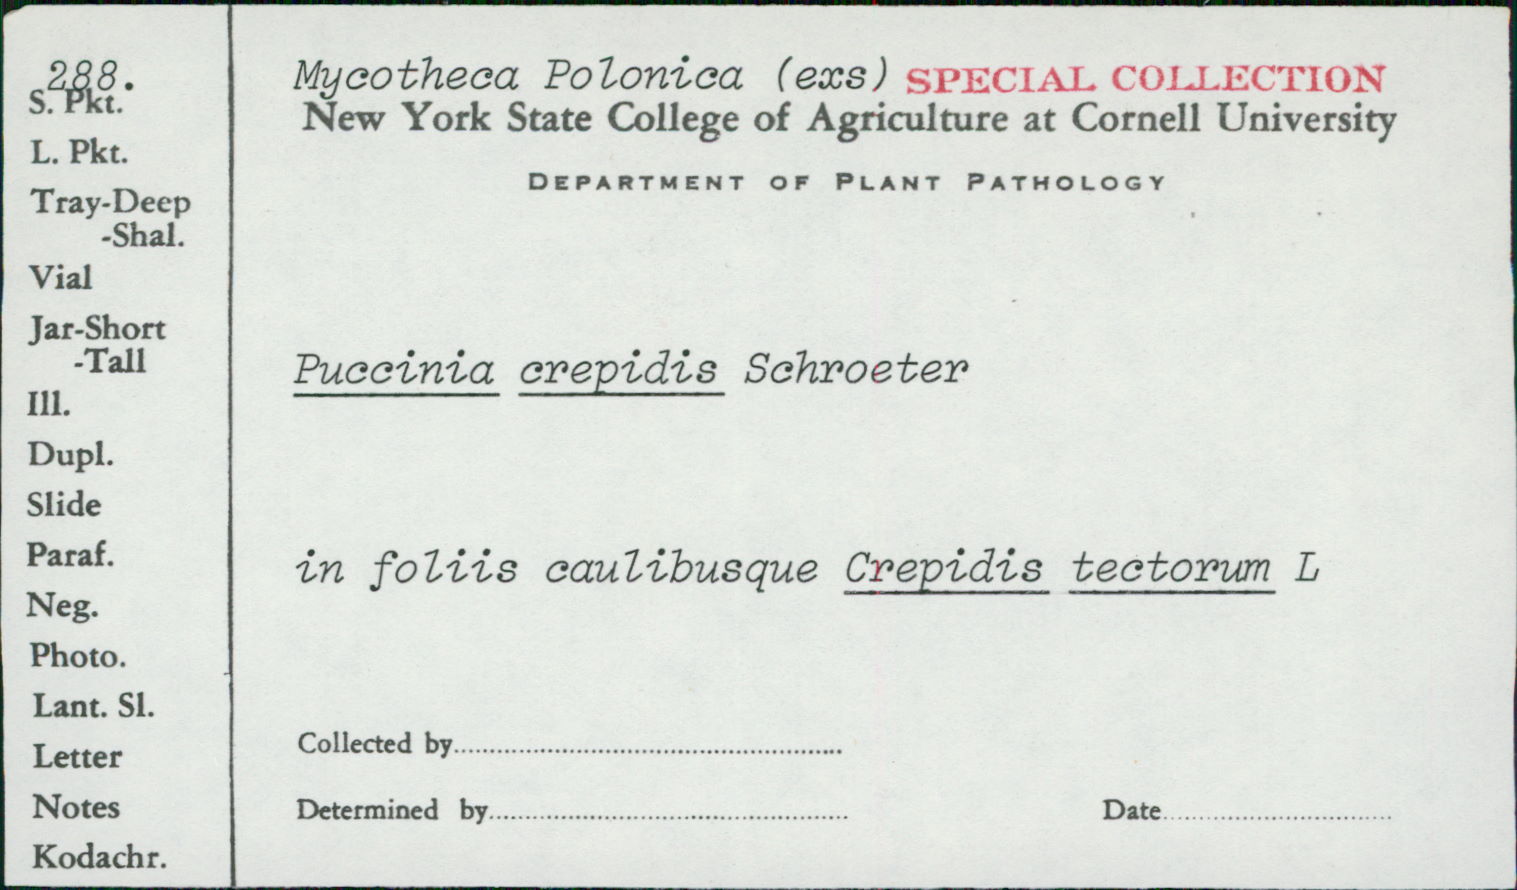 288.
S. Pkt.
L. Pkt.
Tray-Deep
-Shal.
Vial
Jar-Short
-Tall
Ill.
Dupl.
Slide
Paraf.
Neg.
Photo.
Lant. Sl.
Letter
Notes
Kodachr.
Mycotheca Polonica (exs) SPECIAL COLLECTION
New York State College of Agriculture at Cornell University
DEPARTMENT OF PLANT PATHOLOGY
Puccinia crepidis Schroeter
in foliis caulibusque Crepidis tectorum L
Collected by
Determined by Date